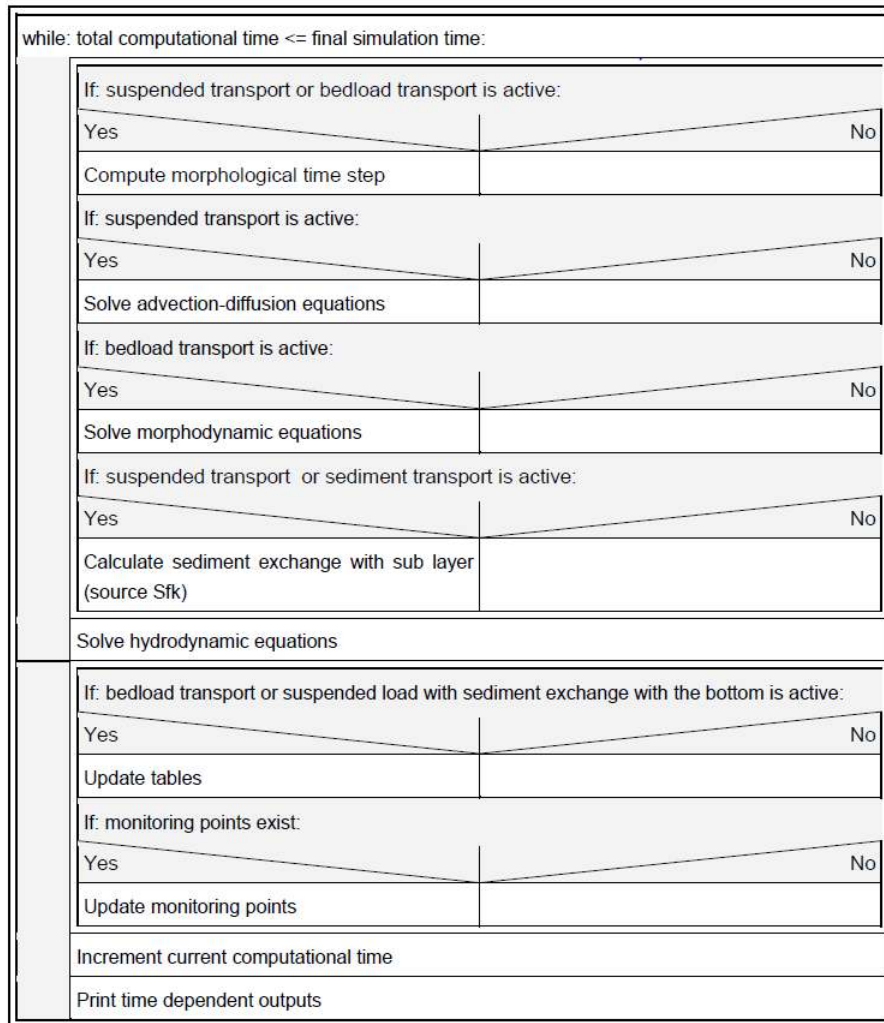 while: total computational time <= final simulation time:
If: suspended transport or bedload transport is active:
Yes
No
Compute morphological time step
If: suspended transport is active:
Yes
No
Solve advection-diffusion equations
If: bedload transport is active:
Yes
No
Solve morphodynamic equations
If: suspended transport or sediment transport is active:
Yes
No
Calculate sediment exchange with sub layer
(source Sfk)
Solve hydrodynamic equations
If: bedload transport or suspended load with sediment exchange with the bottom is active:
Yes
No
Update tables
If: monitoring points exist:
Yes
No
Update monitoring points
Increment current computational time
Print time dependent outputs